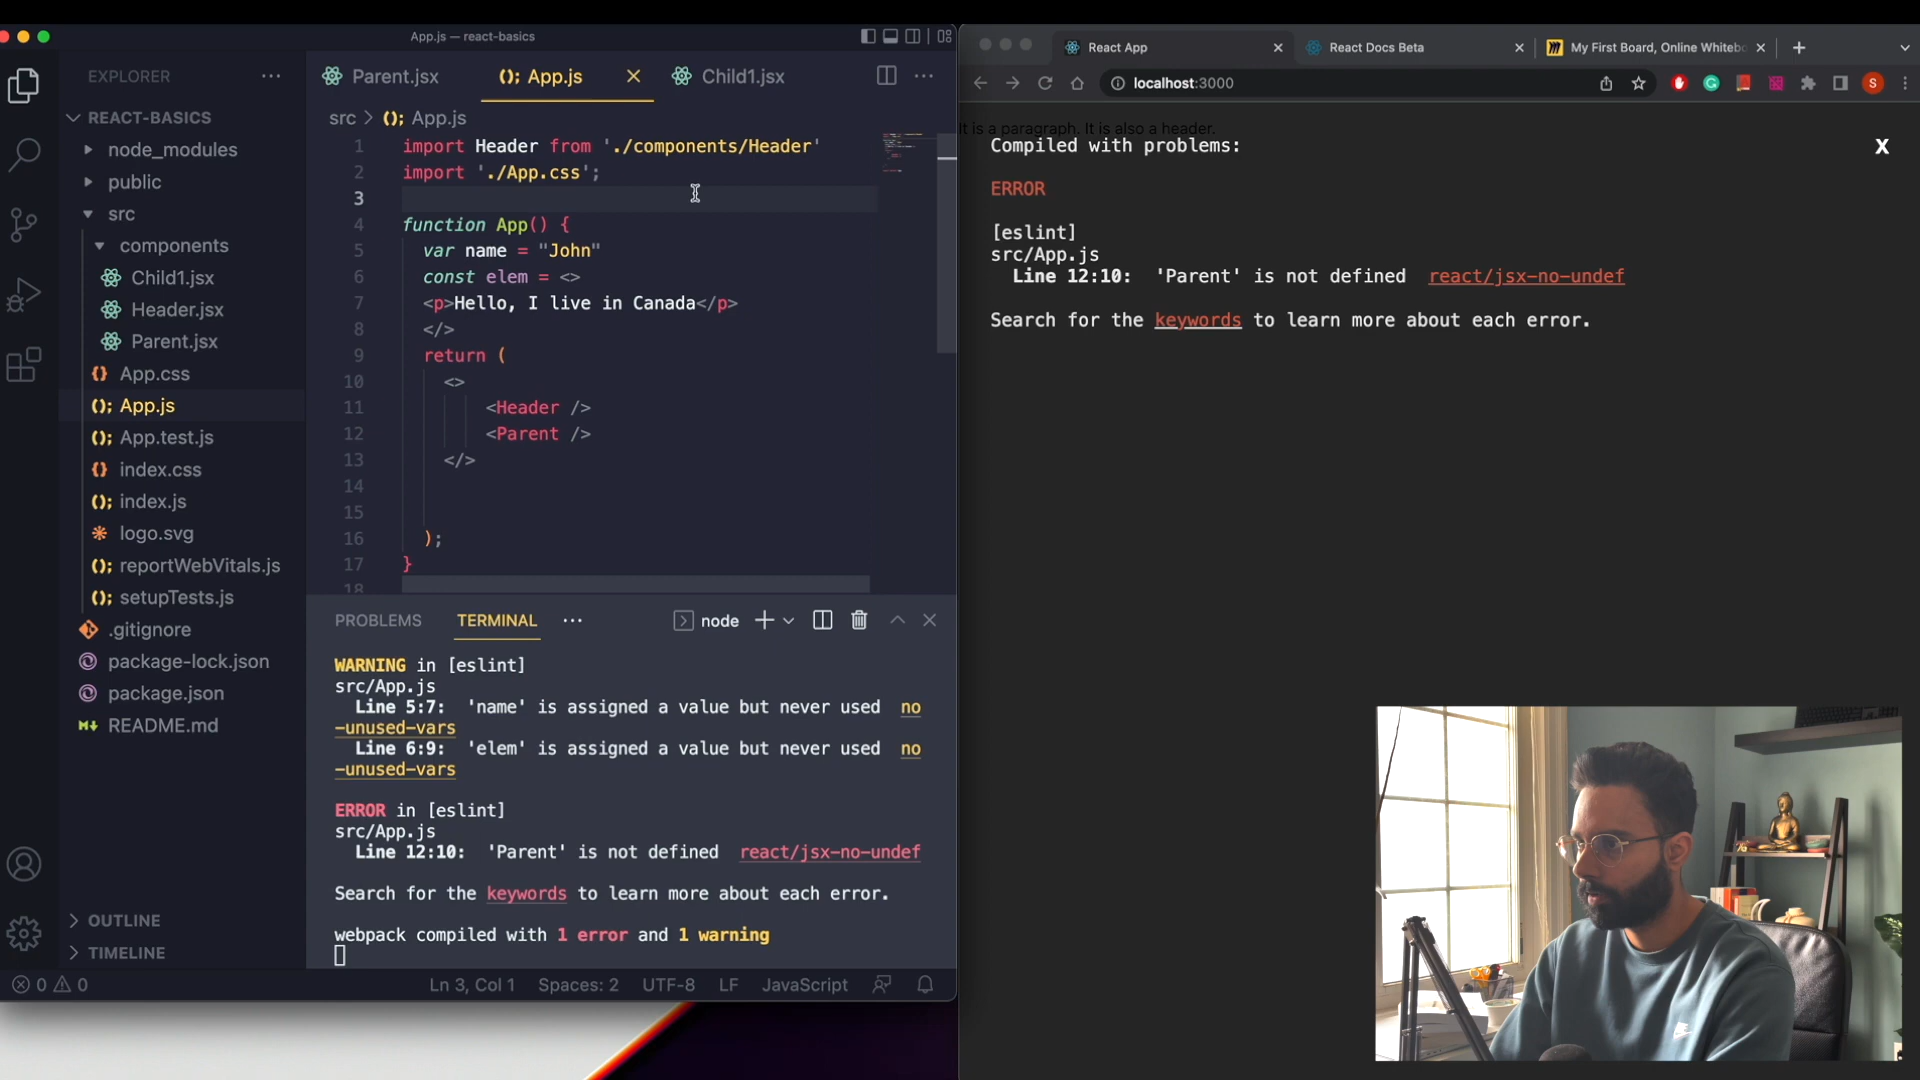 App.js — react-basics
EXPLORER
REACT-BASICS
node_modules
public
src
components
Child1.jsx
Header.jsx
Parent.jsx
App.css
App.js
App.test.js
index.css
index.js
logo.svg
reportWebVitals.js
setupTests.js
.gitignore
package-lock.json
package.json
README.md
OUTLINE
TIMELINE
Parent.jsx
App.js
Child1.jsx
src > App.js
1 import Header from './components/Header'
2 import './App.css';
3
4 function App() {
5 var name = "John"
6 const elem = <>
7 <p>Hello, I live in Canada</p>
8 </>
9 return (
10 <>
11 <Header />
12 <Parent />
13 </>
14
15
16 );
17 }
18
PROBLEMS TERMINAL ... node
WARNING in [eslint]
src/App.js
Line 5:7: 'name' is assigned a value but never used no
-unused-vars
Line 6:9: 'elem' is assigned a value but never used no
-unused-vars
ERROR in [eslint]
src/App.js
Line 12:10: 'Parent' is not defined react/jsx-no-undef
Search for the keywords to learn more about each error.
webpack compiled with 1 error and 1 warning
0 0
Ln 3, Col 1 Spaces: 2 UTF-8 LF JavaScript
React App
React Docs Beta
My First Board, Online Whitebo
localhost:3000
S
It is a paragraph. It is also a header.
Compiled with problems:
X
ERROR
[eslint]
src/App.js
Line 12:10: 'Parent' is not defined react/jsx-no-undef
Search for the keywords to learn more about each error.